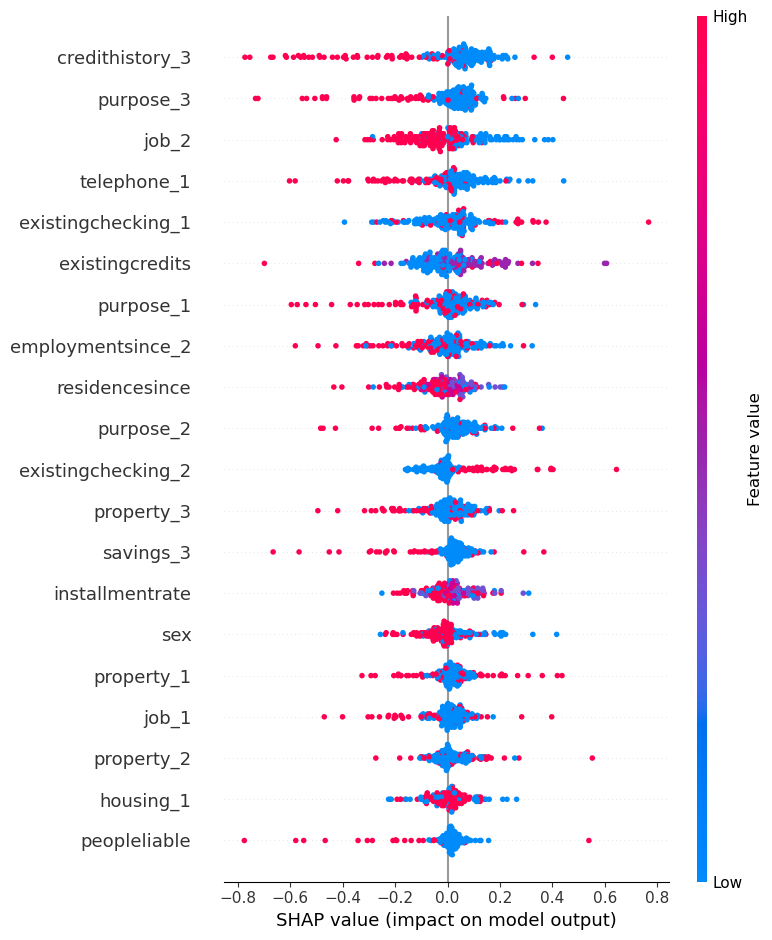 High
credithistory_3
purpose_3
job_2
telephone_1
existingchecking_1
existingcredits
purpose_1
employmentsince_2
residencesince
purpose_2
existingchecking_2
property_3
savings_3
installmentrate
sex
property_1
job_1
property_2
housing_1
peopleliable
Feature value
Low
−0.8 −0.6 −0.4 −0.2 0.0 0.2 0.4 0.6 0.8
SHAP value (impact on model output)